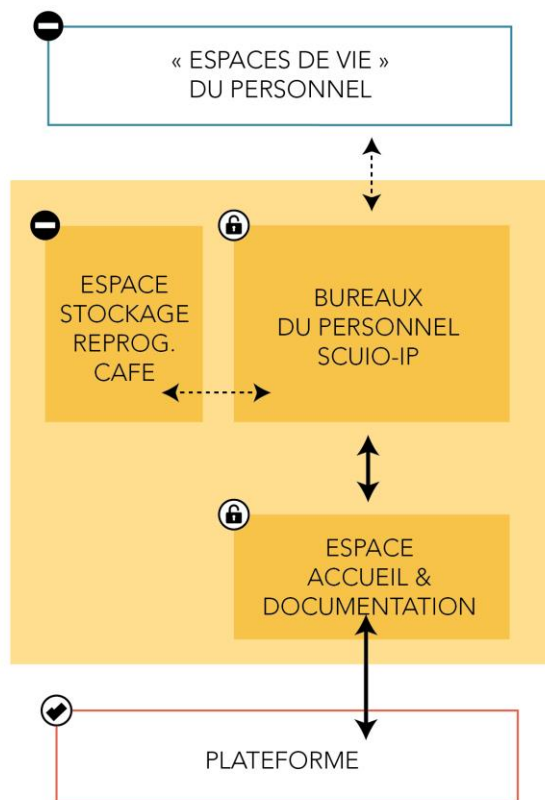 « ESPACES DE VIE »
DU PERSONNEL
ESPACE
STOCKAGE
REPROG.
CAFE
BUREAUX
DU PERSONNEL
SCUIO-IP
ESPACE
ACCUEIL &
DOCUMENTATION
PLATEFORME